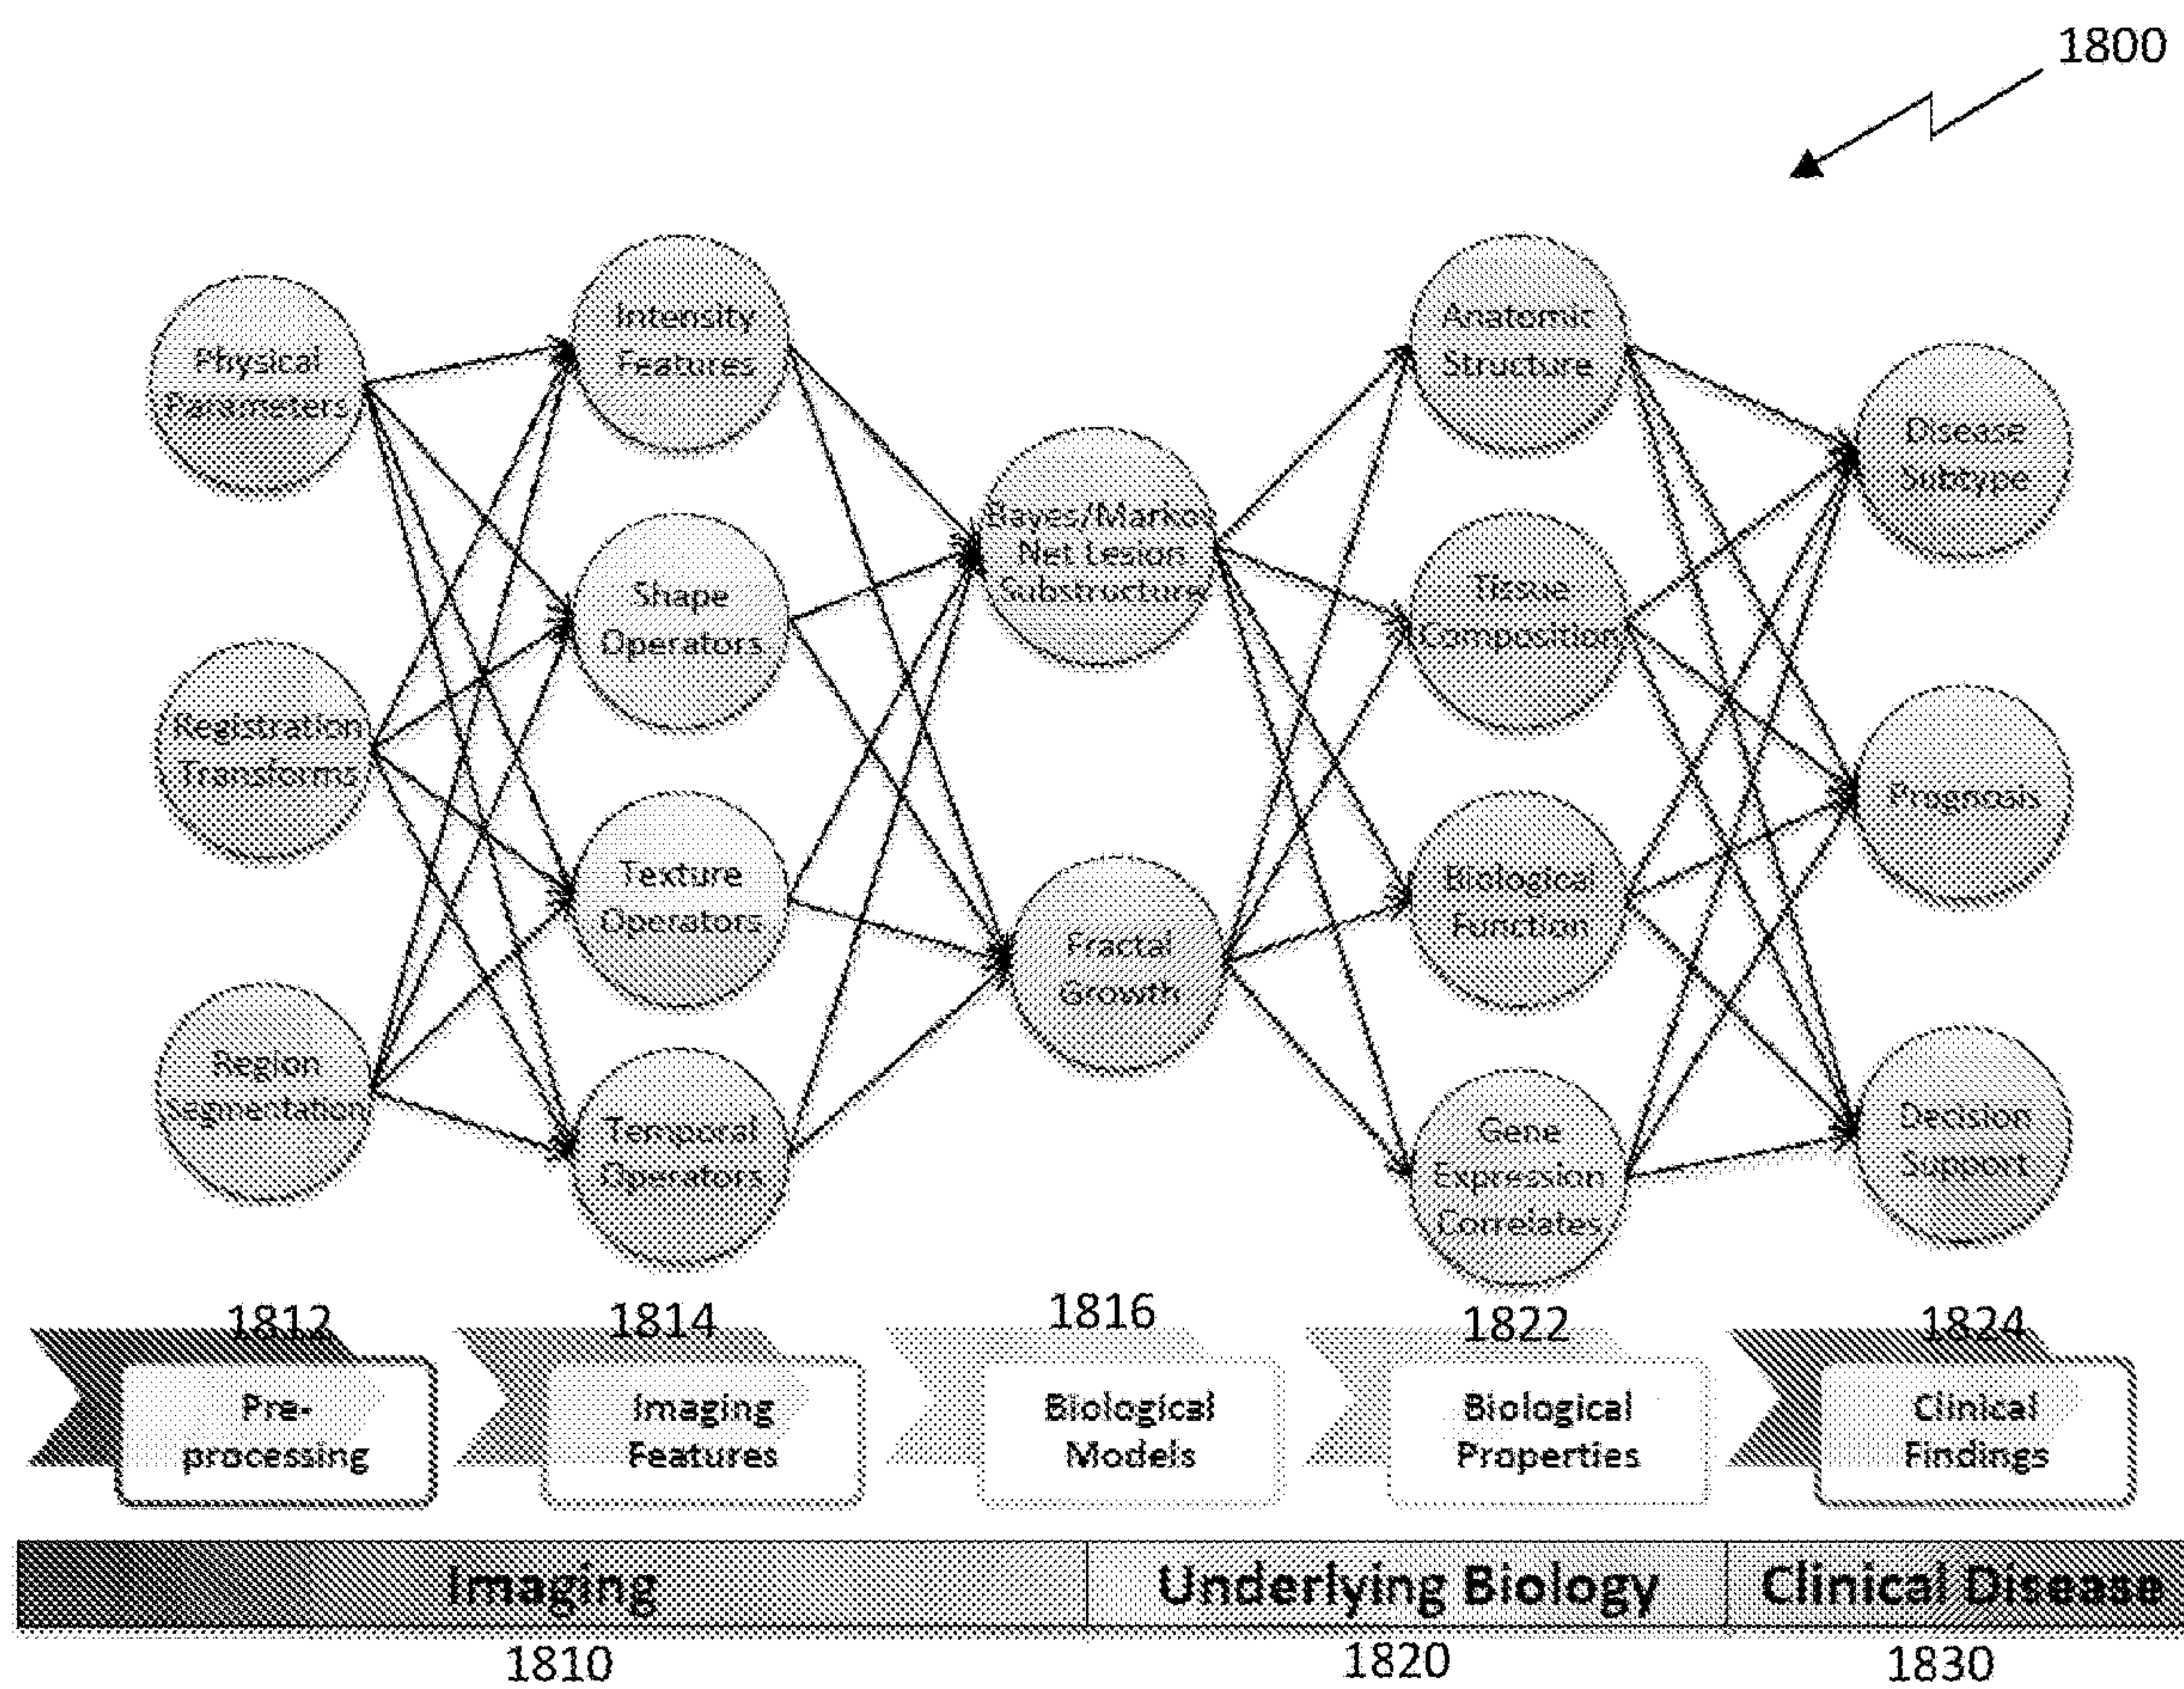 1800
Physical
Parameters
Registration
Transforms
Region
Segmentation
Intensity
Features
Shape
Operators
Texture
Operators
Temporal
Operators
Bayes/Marko
Net Lesion
Substructure
Fractal
Growth
Anatomic
Structure
Tissue
Composition
Biological
Function
Gene
Expression
Correlates
Disease
Subtype
Prognosis
Decision
Support
1812
1814
1816
1822
1824
Pre-
processing
Imaging
Features
Biological
Models
Biological
Properties
Clinical
Findings
Imaging
Underlying Biology
Clinical Disease
1810
1820
1830